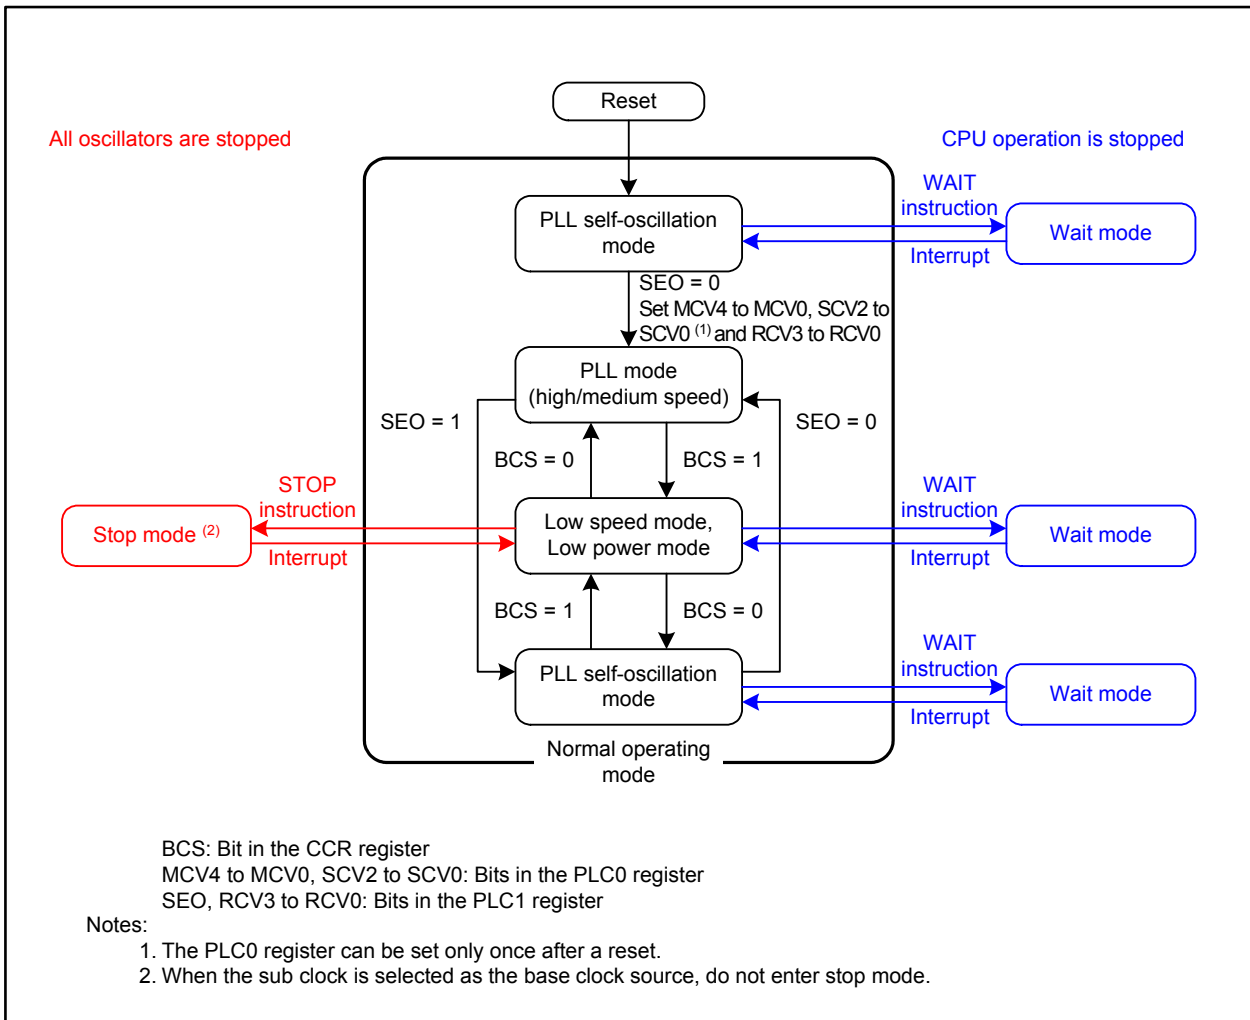 Reset
All oscillators are stopped
CPU operation is stopped
PLL self-oscillation
mode
WAIT
instruction
Interrupt
Wait mode
SEO = 0
Set MCV4 to MCV0, SCV2 to
SCV0 (1) and RCV3 to RCV0
PLL mode
(high/medium speed)
SEO = 1
SEO = 0
BCS = 0
BCS = 1
STOP
instruction
Interrupt
Stop mode (2)
Low speed mode,
Low power mode
WAIT
instruction
Interrupt
Wait mode
BCS = 1
BCS = 0
PLL self-oscillation
mode
WAIT
instruction
Interrupt
Wait mode
Normal operating
mode
BCS: Bit in the CCR register
MCV4 to MCV0, SCV2 to SCV0: Bits in the PLC0 register
SEO, RCV3 to RCV0: Bits in the PLC1 register
Notes:
1. The PLC0 register can be set only once after a reset.
2. When the sub clock is selected as the base clock source, do not enter stop mode.